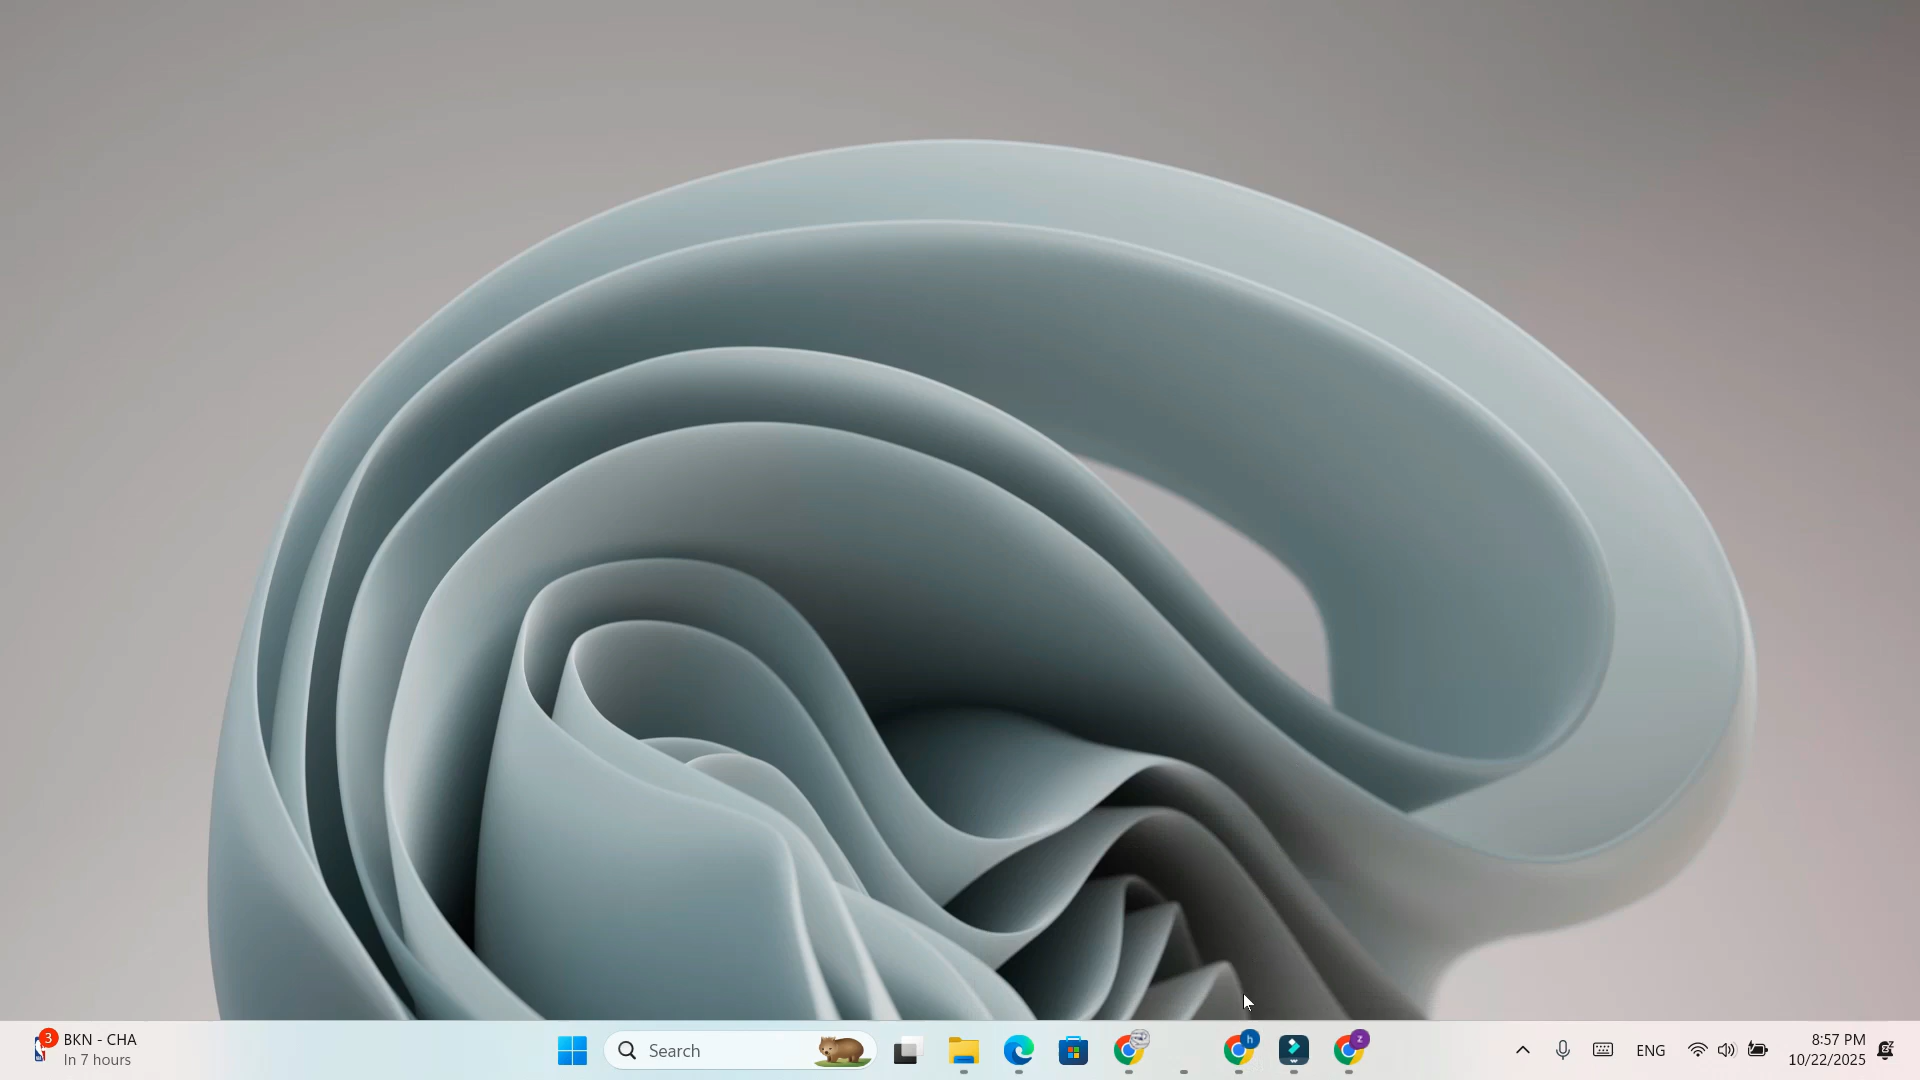 3
BKN - CHA
In 7 hours
Search
h
z
ENG
8:57 PM
10/22/2025